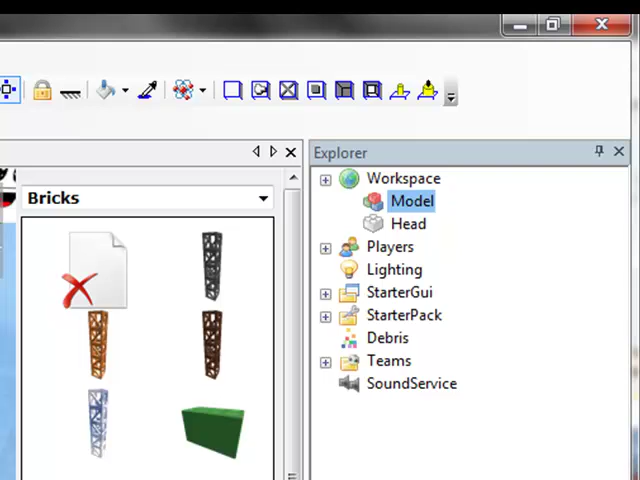 Explorer
Bricks
Workspace
Model
Head
Players
Lighting
StarterGui
StarterPack
Debris
Teams
SoundService